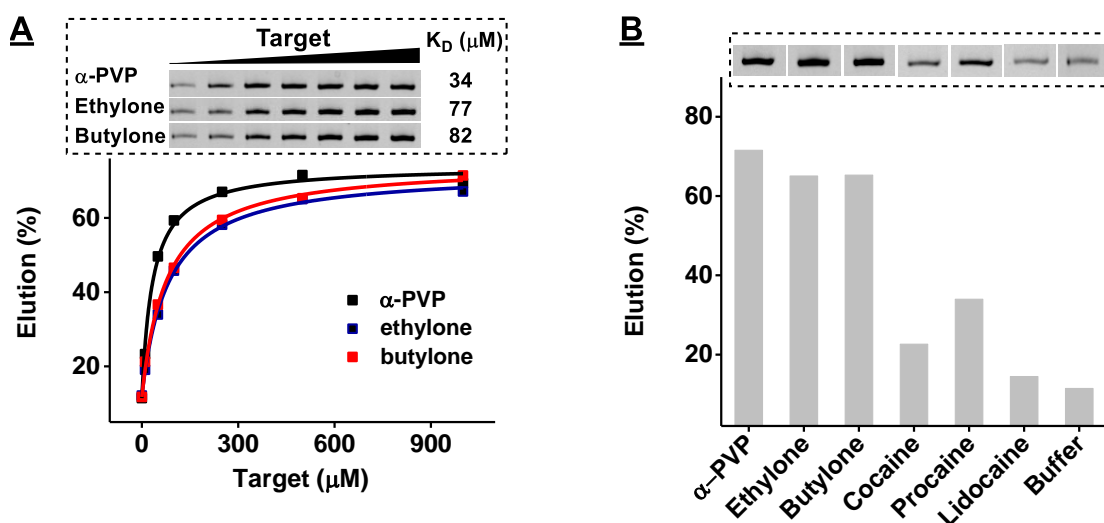 A
Target K_D (μM)
α-PVP 34
Ethylone 77
Butylone 82
Elution (%)
60
40
20
α-PVP
ethylone
butylone
0 300 600 900
Target (μM)
B
Elution (%)
80
60
40
20
α–PVP
Ethylone
Butylone
Cocaine
Procaine
Lidocaine
Buffer